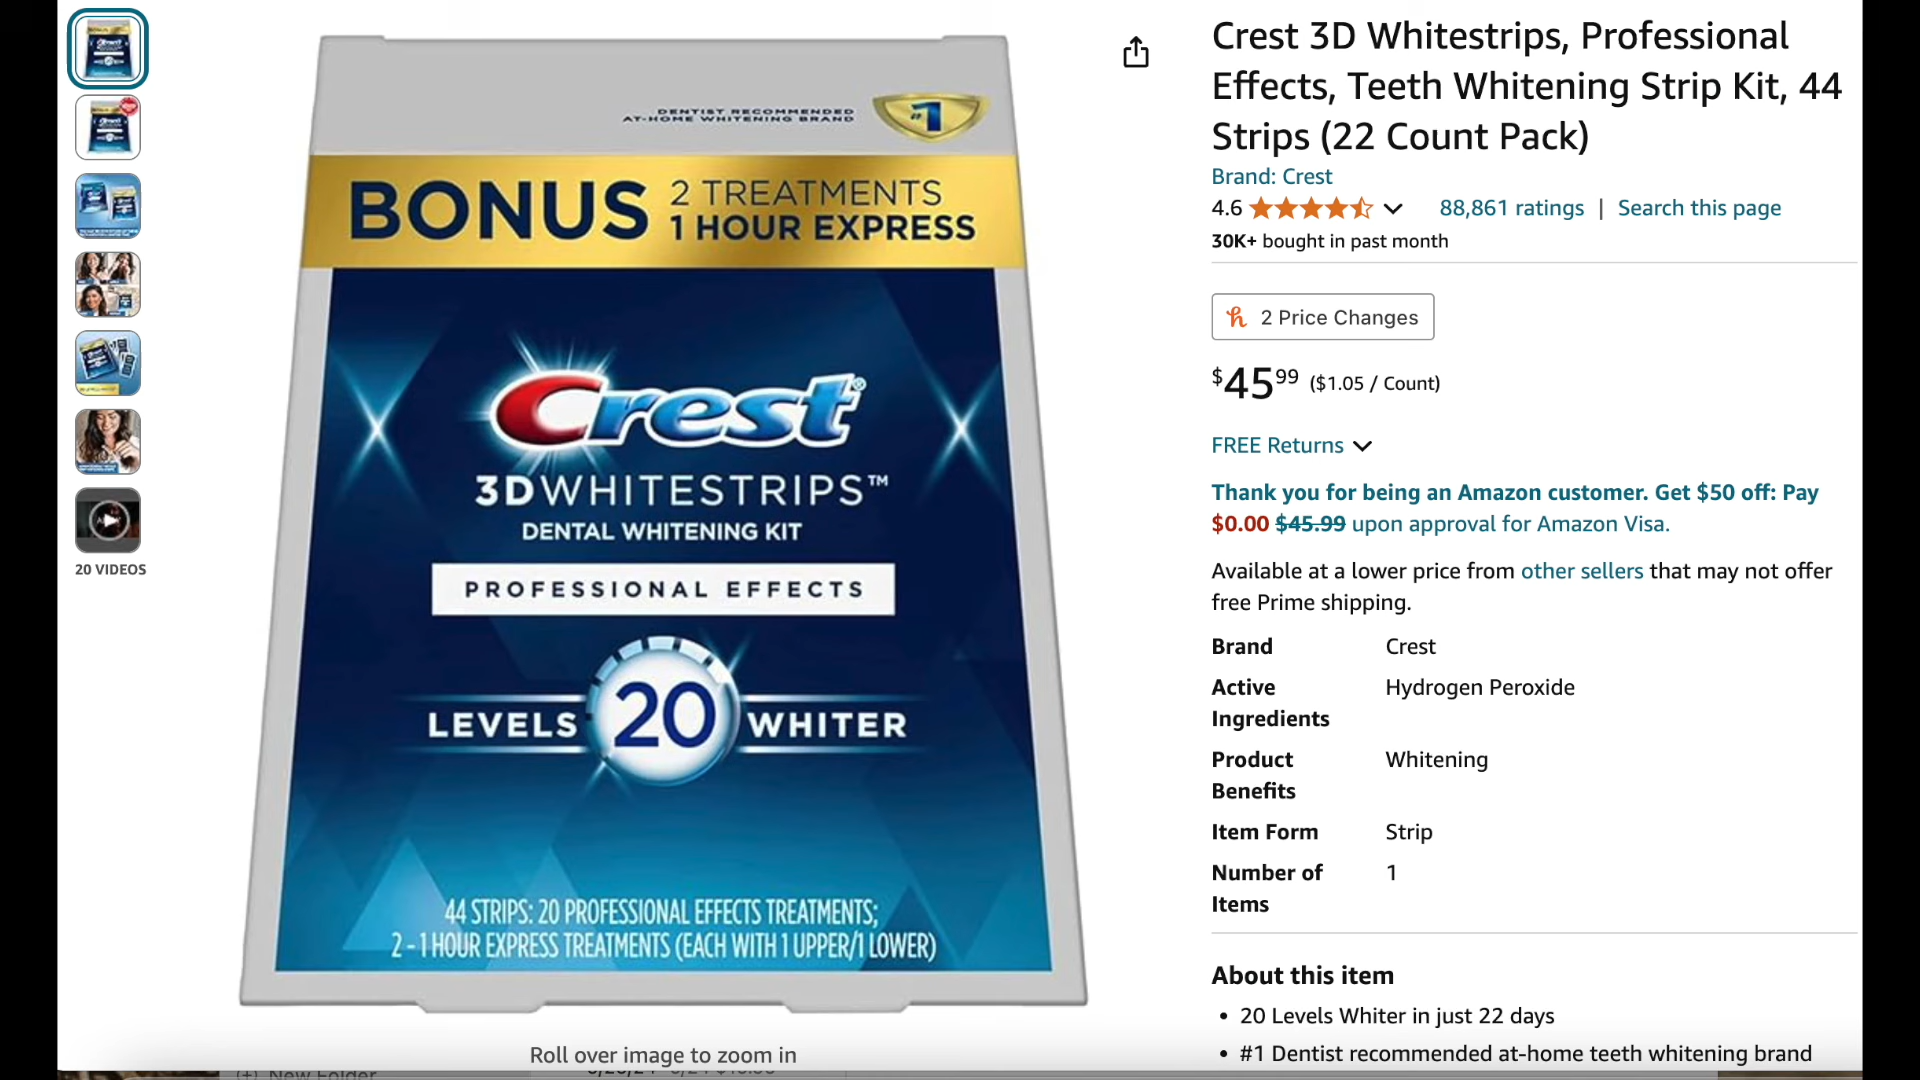 DENTIST RECOMMENDED
AT-HOME WHITENING BRAND
#1
BONUS
2 TREATMENTS
1 HOUR EXPRESS
Crest®
3DWHITESTRIPS™
DENTAL WHITENING KIT
PROFESSIONAL EFFECTS
LEVELS 20 WHITER
44 STRIPS: 20 PROFESSIONAL EFFECTS TREATMENTS;
2 - 1 HOUR EXPRESS TREATMENTS (EACH WITH 1 UPPER/1 LOWER)
Roll over image to zoom in
20 VIDEOS
Crest 3D Whitestrips, Professional
Effects, Teeth Whitening Strip Kit, 44
Strips (22 Count Pack)
Brand: Crest
4.6
88,861 ratings | Search this page
30K+ bought in past month
2 Price Changes
$45 99 ($1.05 / Count)
FREE Returns
Thank you for being an Amazon customer. Get $50 off: Pay
$0.00 $45.99 upon approval for Amazon Visa.
Available at a lower price from other sellers that may not offer
free Prime shipping.
Brand Crest
Active Hydrogen Peroxide
Ingredients
Product Whitening
Benefits
Item Form Strip
Number of 1
Items
About this item
• 20 Levels Whiter in just 22 days
• #1 Dentist recommended at-home teeth whitening brand
New Folder